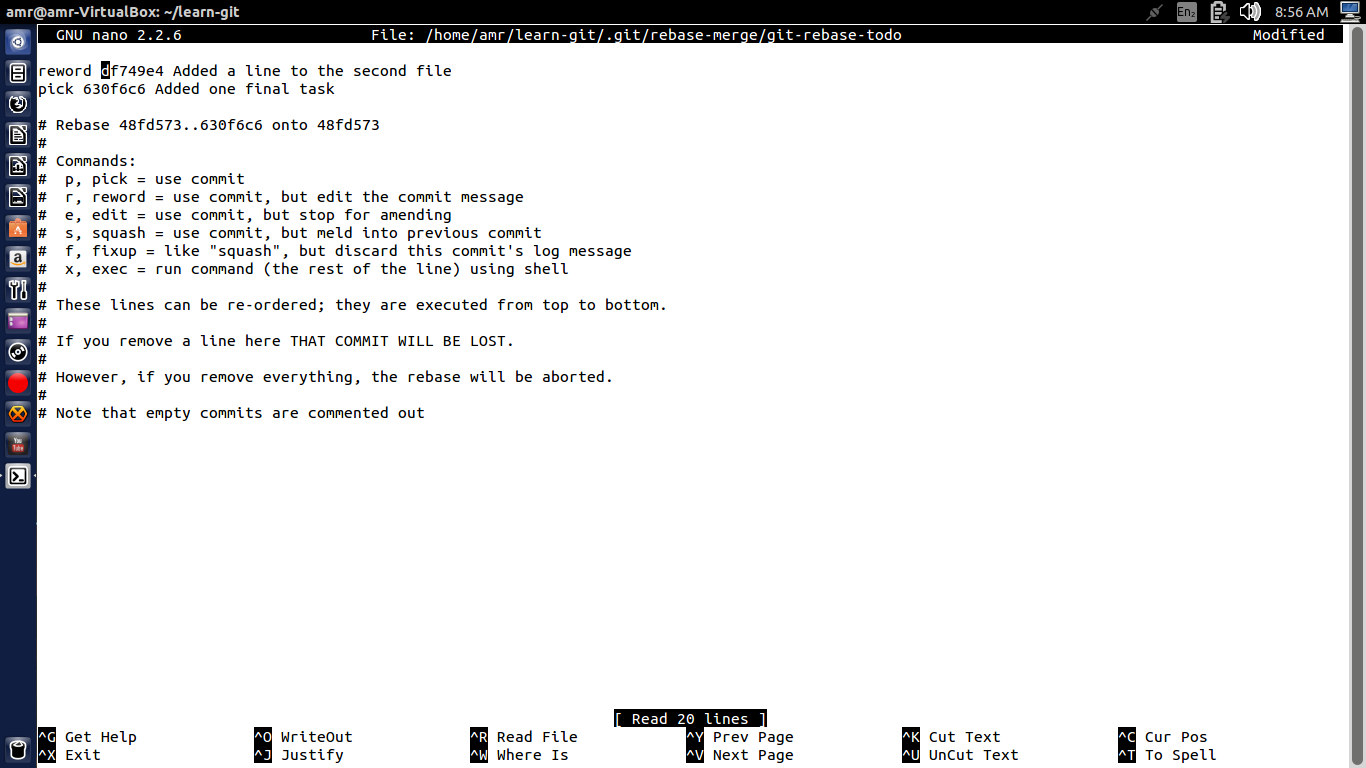 amr@amr-VirtualBox: ~/learn-git
En2
8:56 AM
GNU nano 2.2.6 File: /home/amr/learn-git/.git/rebase-merge/git-rebase-todo Modified
reword df749e4 Added a line to the second file
pick 630f6c6 Added one final task
# Rebase 48fd573..630f6c6 onto 48fd573
#
# Commands:
#  p, pick = use commit
#  r, reword = use commit, but edit the commit message
#  e, edit = use commit, but stop for amending
#  s, squash = use commit, but meld into previous commit
#  f, fixup = like "squash", but discard this commit's log message
#  x, exec = run command (the rest of the line) using shell
#
# These lines can be re-ordered; they are executed from top to bottom.
#
# If you remove a line here THAT COMMIT WILL BE LOST.
#
# However, if you remove everything, the rebase will be aborted.
#
# Note that empty commits are commented out
You Tube
[ Read 20 lines ]
^G Get Help ^O WriteOut ^R Read File ^Y Prev Page ^K Cut Text ^C Cur Pos
^X Exit ^J Justify ^W Where Is ^V Next Page ^U UnCut Text ^T To Spell